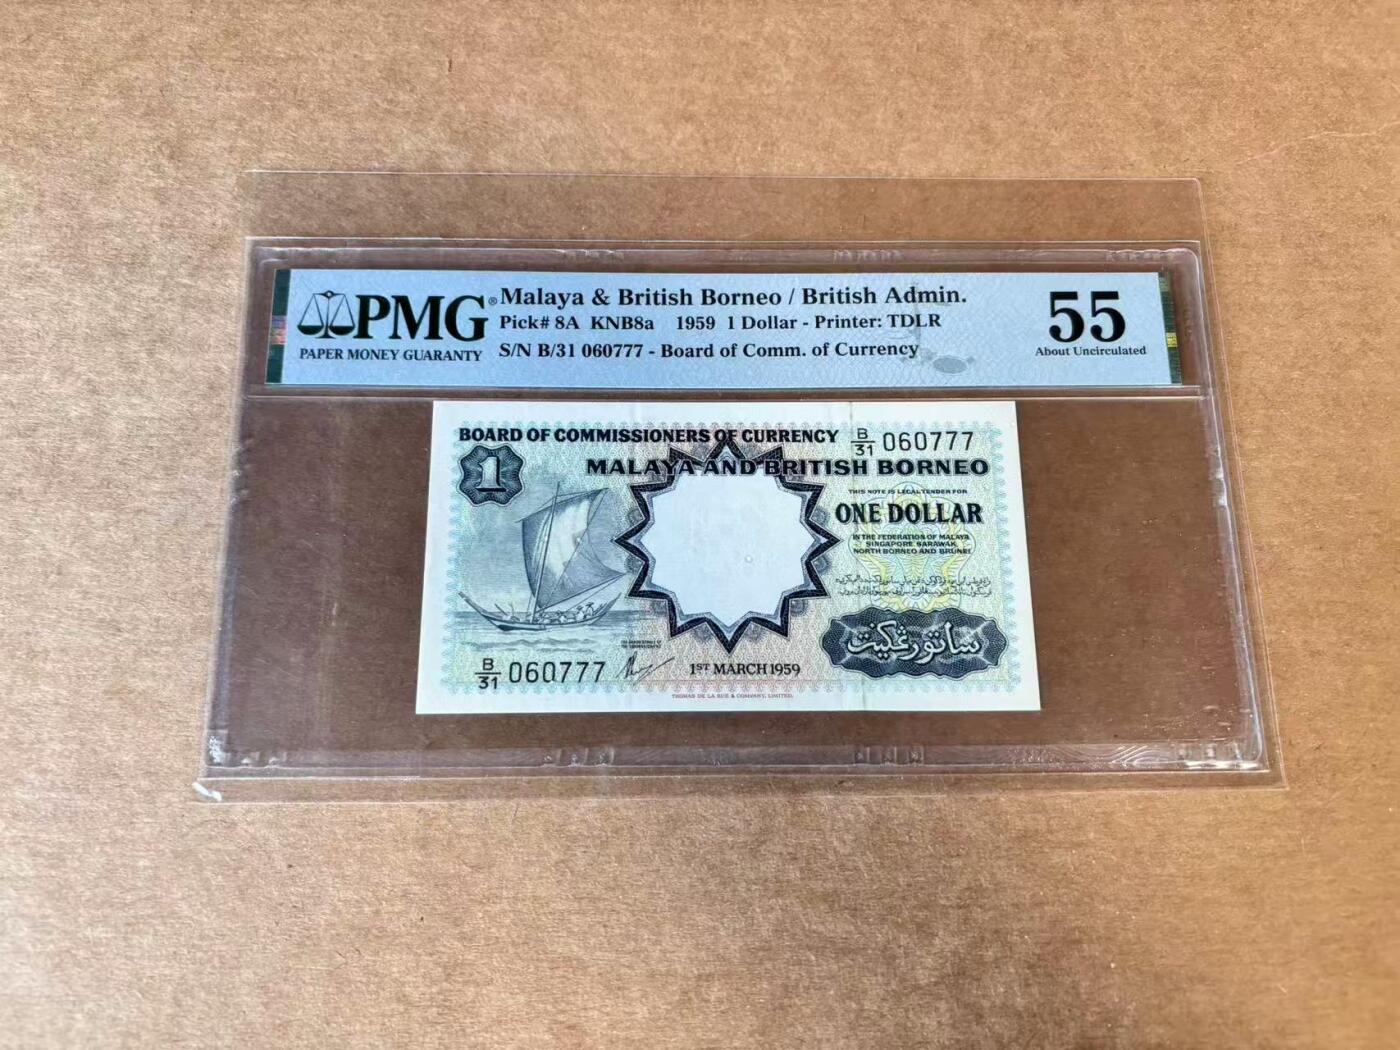 PMG®
PAPER MONEY GUARANTY
Malaya & British Borneo / British Admin.
Pick# 8A KNB8a 1959 1 Dollar - Printer: TDLR
S/N B/31 060777 - Board of Comm. of Currency
55
About Uncirculated
BOARD OF COMMISSIONERS OF CURRENCY
B/31 060777
MALAYA AND BRITISH BORNEO
1
THIS NOTE IS LEGAL TENDER FOR
ONE DOLLAR
IN THE FEDERATION OF MALAYA
SINGAPORE SARAWAK
NORTH BORNEO AND BRUNEI
ساتو رڠݢيت
B/31 060777
1ST MARCH 1959
THOMAS DE LA RUE & COMPANY, LIMITED.